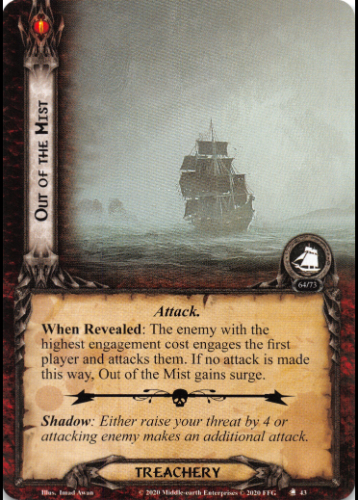 OUT OF THE MIST
64/73
Attack.
When Revealed: The enemy with the
highest engagement cost engages the first
player and attacks them. If no attack is made
this way, Out of the Mist gains surge.
Shadow: Either raise your threat by 4 or
attacking enemy makes an additional attack.
TREACHERY
Illus. Imad Awan
© 2020 Middle-earth Enterprises © 2020 FFG
43